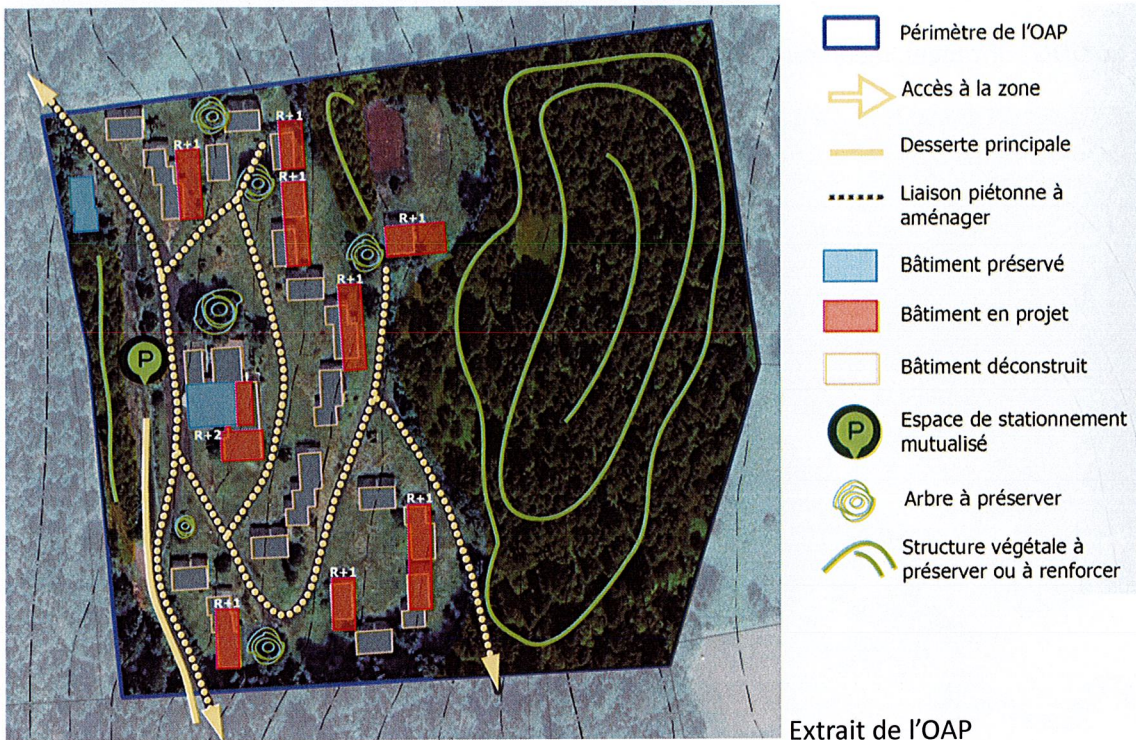 R+1
R+1
R+1
R+1
R+1
P
R+2
R+1
R+1
R+1
Périmètre de l'OAP
Accès à la zone
Desserte principale
Liaison piétonne à
aménager
Bâtiment préservé
Bâtiment en projet
Bâtiment déconstruit
P
Espace de stationnement
mutualisé
Arbre à préserver
Structure végétale à
préserver ou à renforcer
Extrait de l'OAP